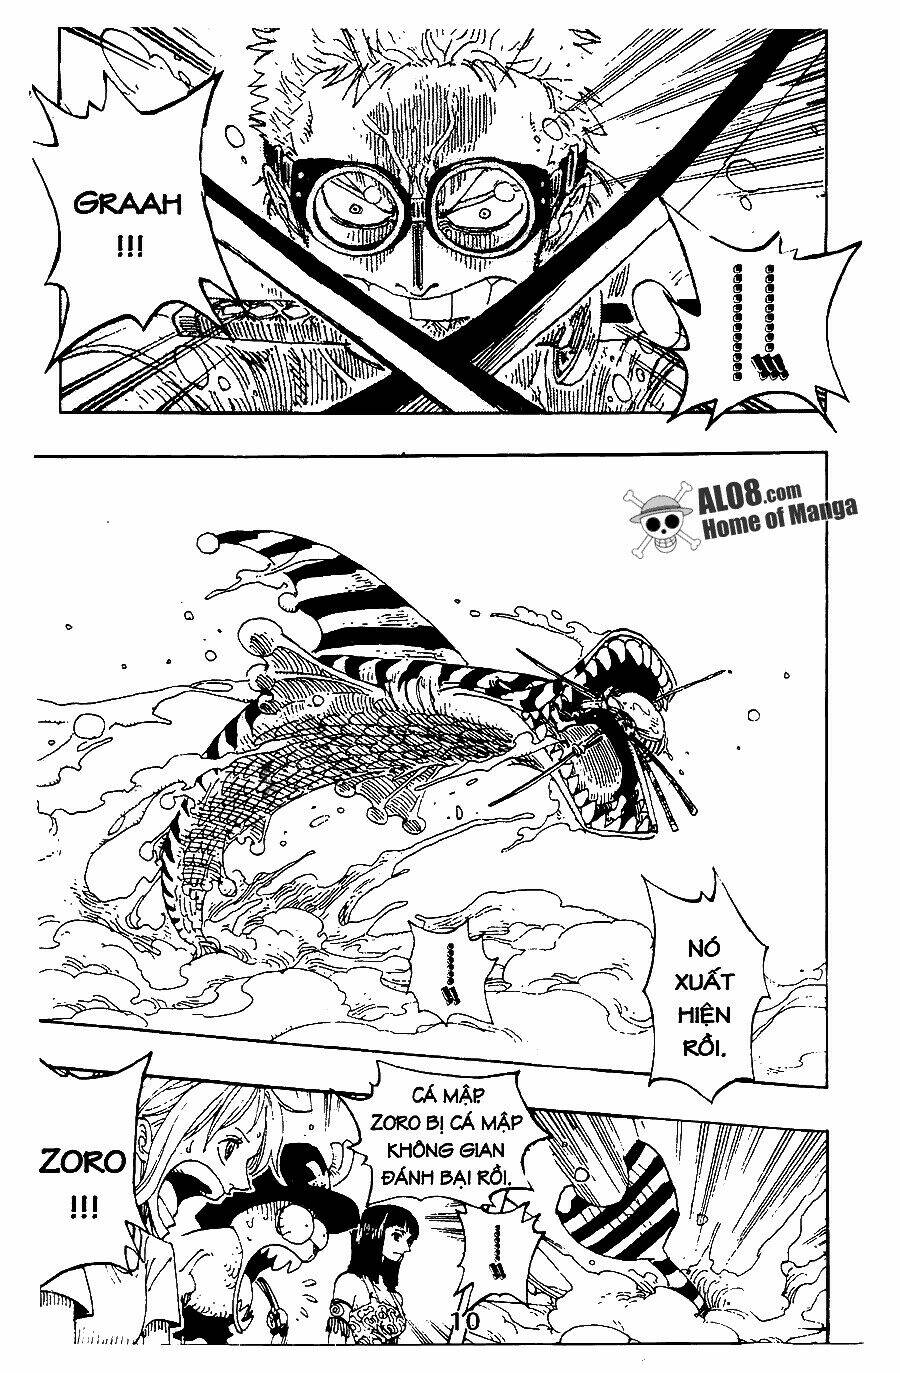 GRAAH
!!!
ALO8.com
Home of Manga
NÓ
XUẤT
HIỆN
RỒI.
CÁ MẬP.
ZORO BỊ CÁ MẬP
KHÔNG GIAN
ĐÁNH BẠI RỒI.
ZORO
!!!
10